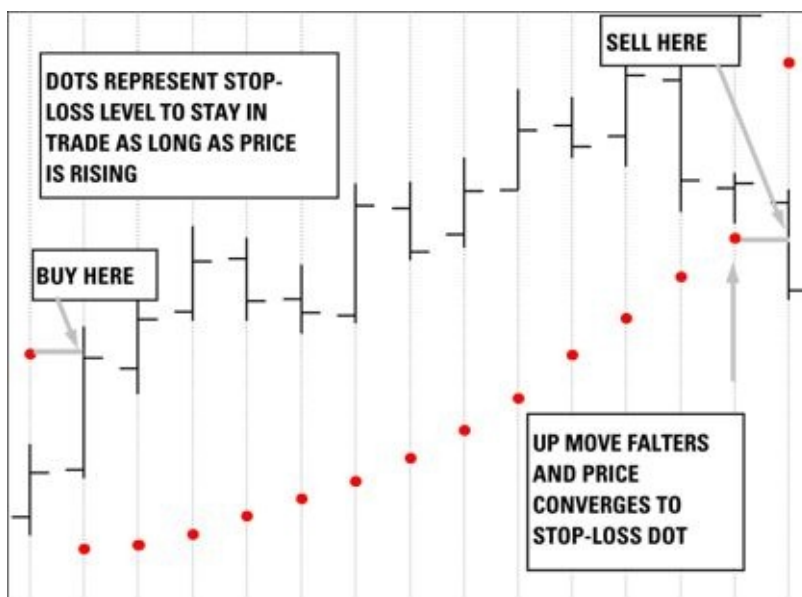 SELL HERE
DOTS REPRESENT STOP-
LOSS LEVEL TO STAY IN
TRADE AS LONG AS PRICE
IS RISING
BUY HERE
UP MOVE FALTERS
AND PRICE
CONVERGES TO
STOP-LOSS DOT